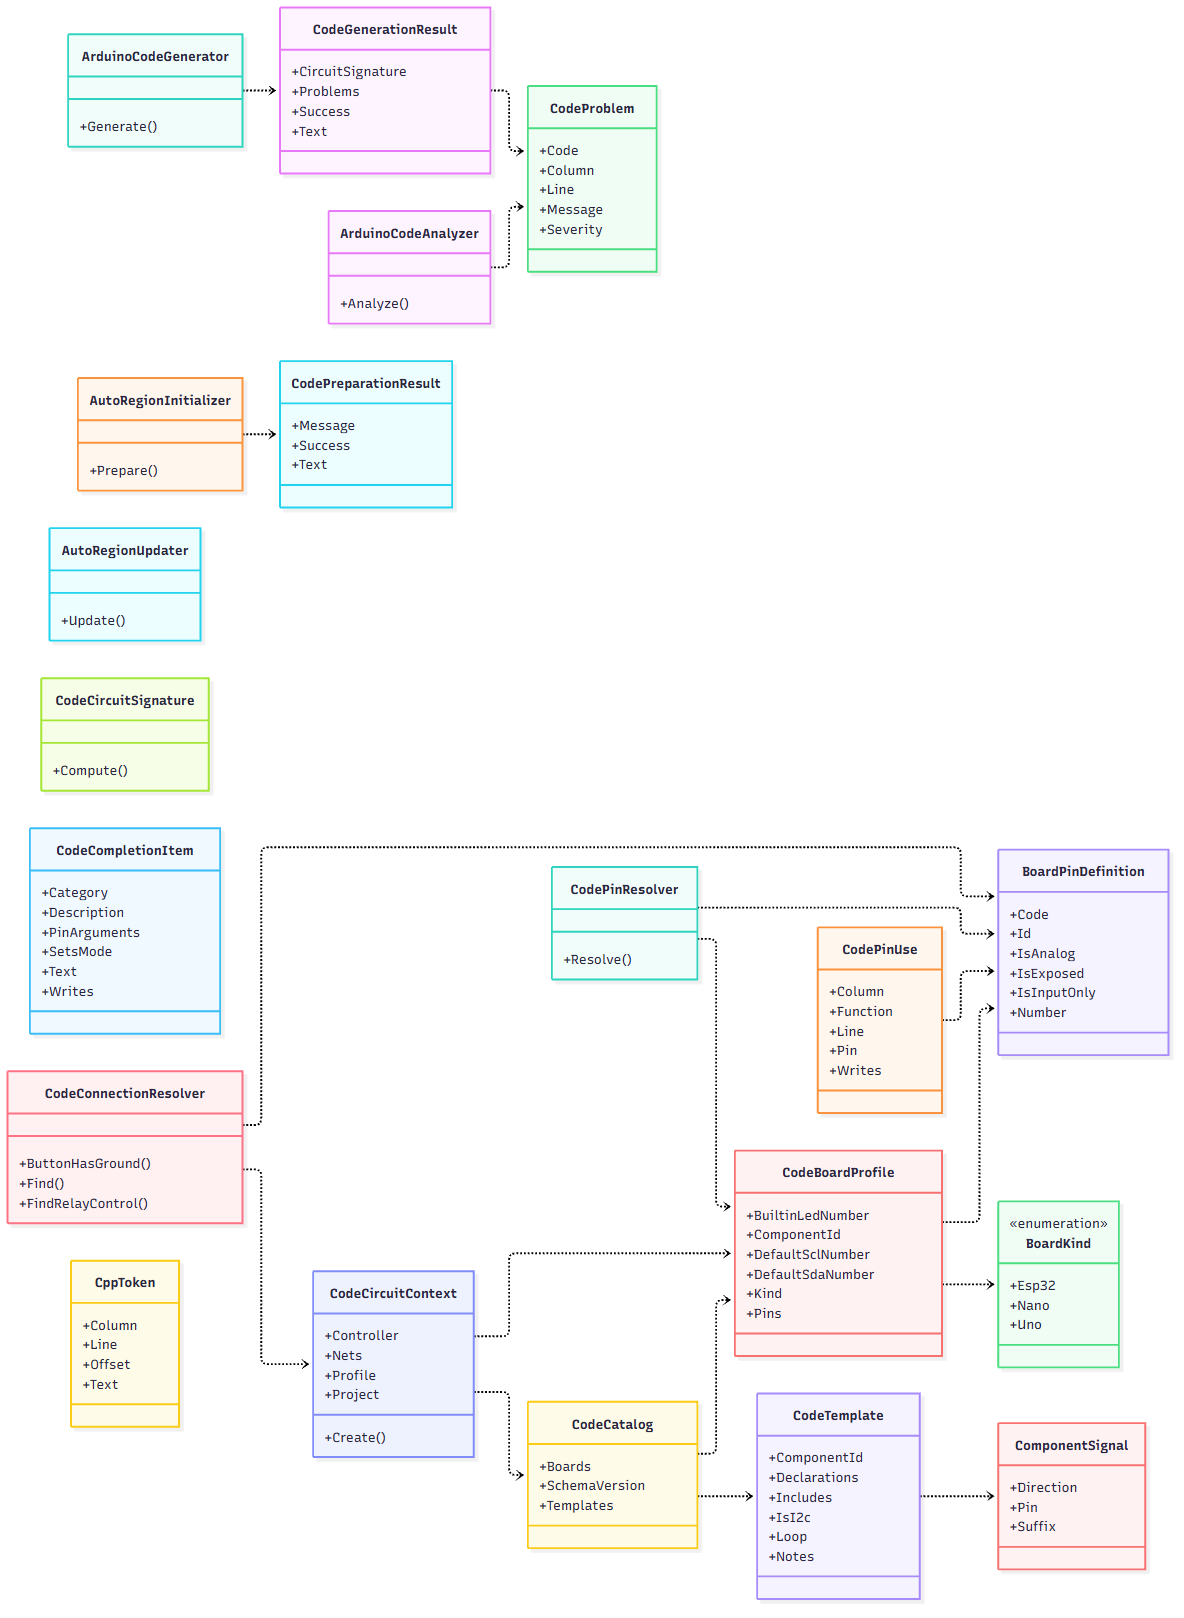 ArduinoCodeGenerator
+Generate()
CodeGenerationResult
+CircuitSignature
+Problems
+Success
+Text
CodeProblem
+Code
+Column
+Line
+Message
+Severity
ArduinoCodeAnalyzer
+Analyze()
AutoRegionInitializer
+Prepare()
CodePreparationResult
+Message
+Success
+Text
AutoRegionUpdater
+Update()
CodeCircuitSignature
+Compute()
CodeCompletionItem
+Category
+Description
+PinArguments
+SetsMode
+Text
+Writes
CodePinResolver
+Resolve()
BoardPinDefinition
+Code
+Id
+IsAnalog
+IsExposed
+IsInputOnly
+Number
CodePinUse
+Column
+Function
+Line
+Pin
+Writes
CodeConnectionResolver
+ButtonHasGround()
+Find()
+FindRelayControl()
CodeBoardProfile
+BuiltinLedNumber
+ComponentId
+DefaultSclNumber
+DefaultSdaNumber
+Kind
+Pins
«enumeration»
BoardKind
+Esp32
+Nano
+Uno
CppToken
+Column
+Line
+Offset
+Text
CodeCircuitContext
+Controller
+Nets
+Profile
+Project
+Create()
CodeCatalog
+Boards
+SchemaVersion
+Templates
CodeTemplate
+ComponentId
+Declarations
+Includes
+IsI2c
+Loop
+Notes
ComponentSignal
+Direction
+Pin
+Suffix